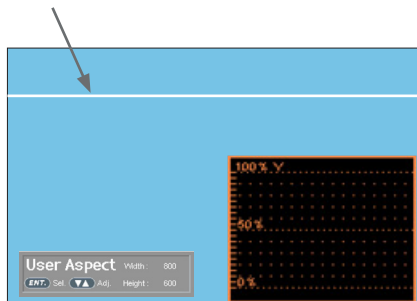 100% Y
50%
0%
User Aspect Width : 800
ENT. Sel. ▼▲ Adj. Height : 600